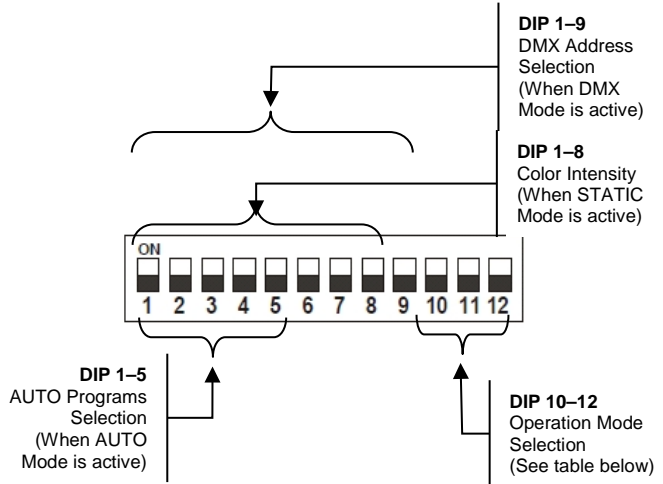 DIP 1–9
DMX Address
Selection
(When DMX
Mode is active)
DIP 1–8
Color Intensity
(When STATIC
Mode is active)
ON
1 2 3 4 5 6 7 8 9 10 11 12
DIP 1–5
AUTO Programs
Selection
(When AUTO
Mode is active)
DIP 10–12
Operation Mode
Selection
(See table below)